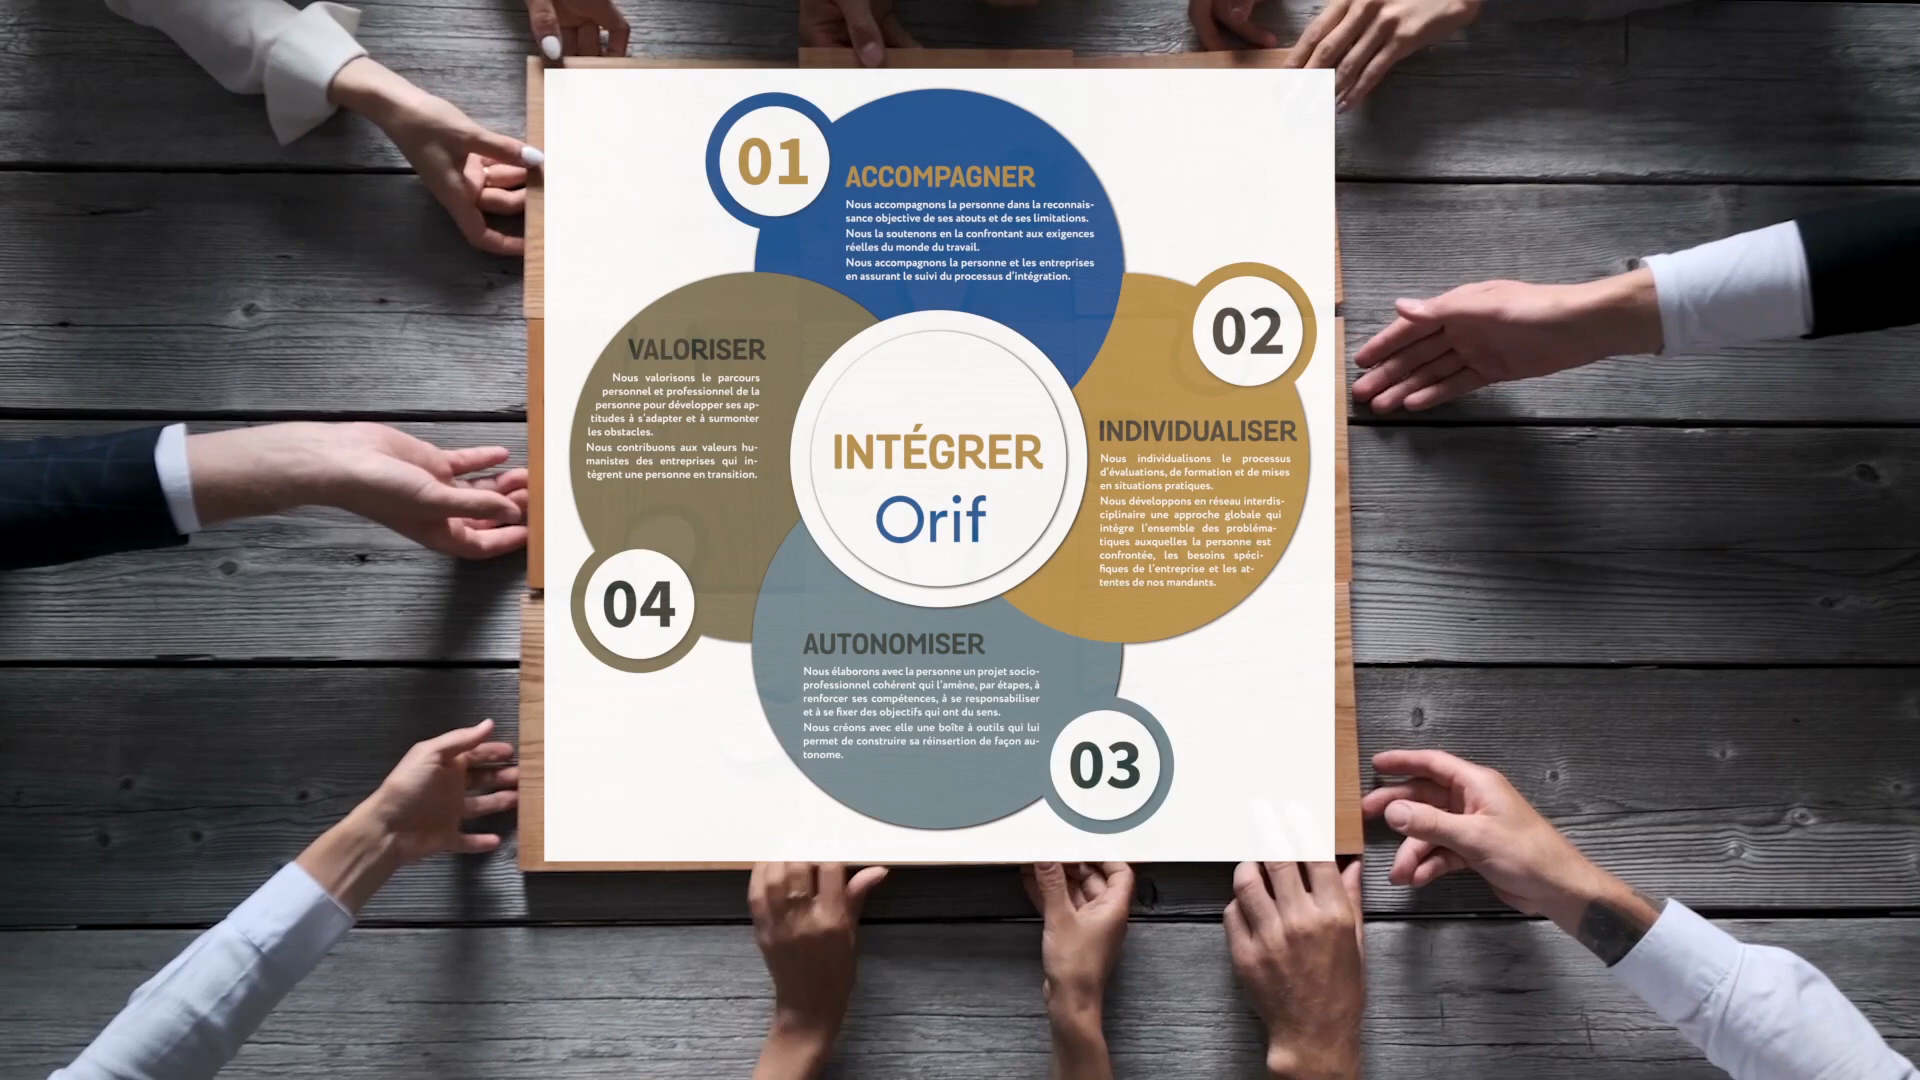 01
ACCOMPAGNER
Nous accompagnons la personne dans la reconnais-
sance objective de ses atouts et de ses limitations.
Nous la soutenons en la confrontant aux exigences
réelles du monde du travail.
Nous accompagnons la personne et les entreprises
en assurant le suivi du processus d'intégration.
02
INDIVIDUALISER
Nous individualisons le processus
d'évaluations, de formation et de mises
en situations pratiques.
Nous développons en réseau interdis-
ciplinaire une approche globale qui
intègre l'ensemble des probléma-
tiques auxquelles la personne est
confrontée, les besoins spéci-
fiques de l'entreprise et les at-
tentes de nos mandants.
INTÉGRER
Orif
VALORISER
Nous valorisons le parcours
personnel et professionnel de la
personne pour développer ses ap-
titudes à s'adapter et à surmonter
les obstacles.
Nous contribuons aux valeurs hu-
manistes des entreprises qui in-
tègrent une personne en transition.
04
AUTONOMISER
Nous élaborons avec la personne un projet socio-
professionnel cohérent qui l'amène, par étapes, à
renforcer ses compétences, à se responsabiliser
et à se fixer des objectifs qui ont du sens.
Nous créons avec elle une boîte à outils qui lui
permet de construire sa réinsertion de façon au-
tonome.
03